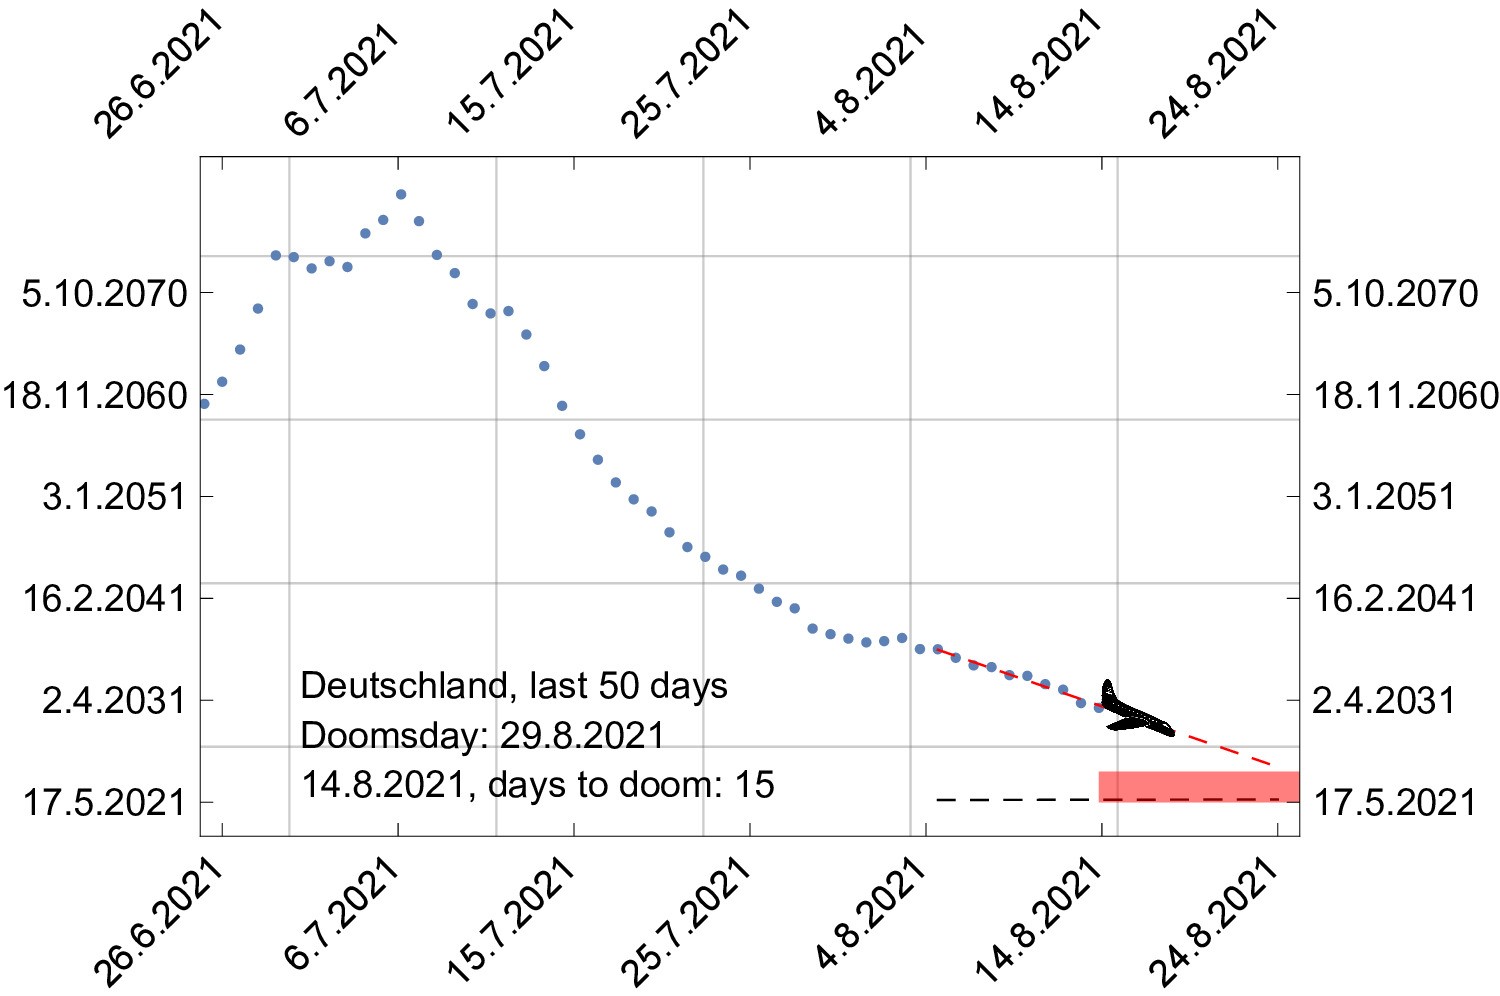 26.6.2021 6.7.2021 15.7.2021 25.7.2021 4.8.2021 14.8.2021 24.8.2021
5.10.2070 5.10.2070
18.11.2060 18.11.2060
3.1.2051 3.1.2051
16.2.2041 16.2.2041
Deutschland, last 50 days
2.4.2031 2.4.2031
Doomsday: 29.8.2021
14.8.2021, days to doom: 15
17.5.2021 17.5.2021
26.6.2021 6.7.2021 15.7.2021 25.7.2021 4.8.2021 14.8.2021 24.8.2021